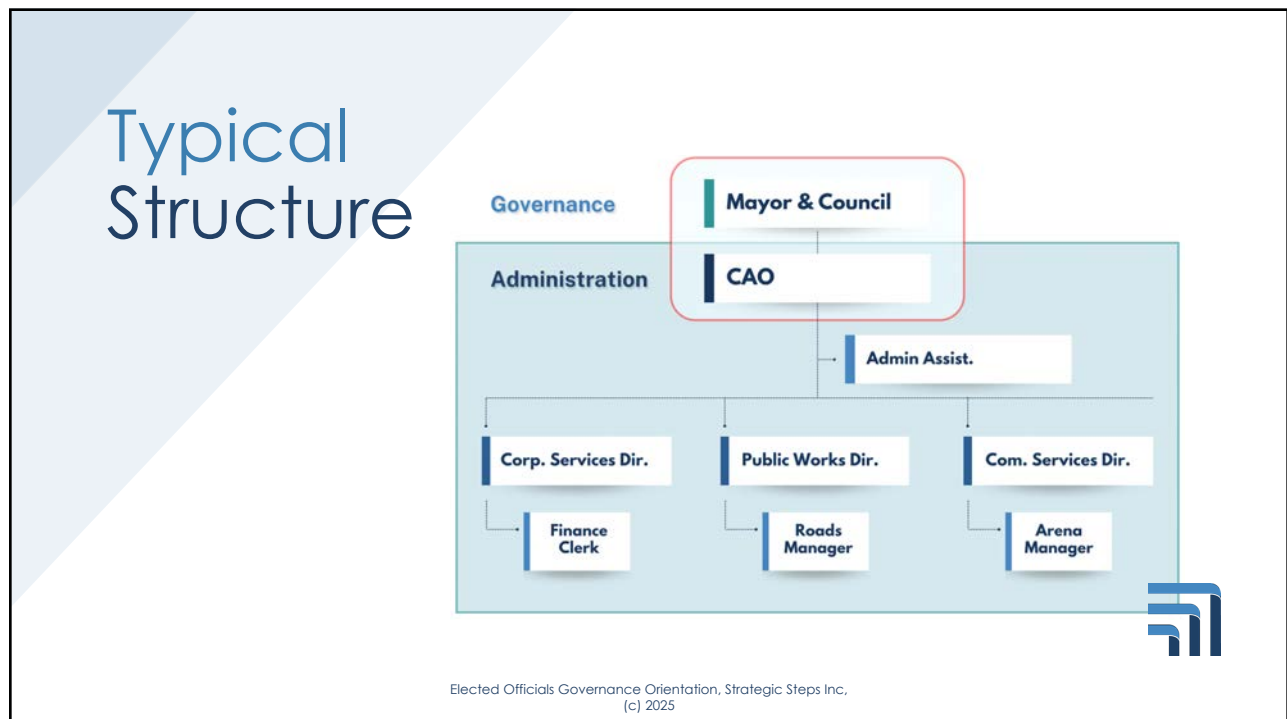 Typical
Structure
Governance
Mayor & Council
Administration
CAO
Admin Assist.
Corp. Services Dir.
Public Works Dir.
Com. Services Dir.
Finance
Clerk
Roads
Manager
Arena
Manager
Elected Officials Governance Orientation, Strategic Steps Inc,
(c) 2025